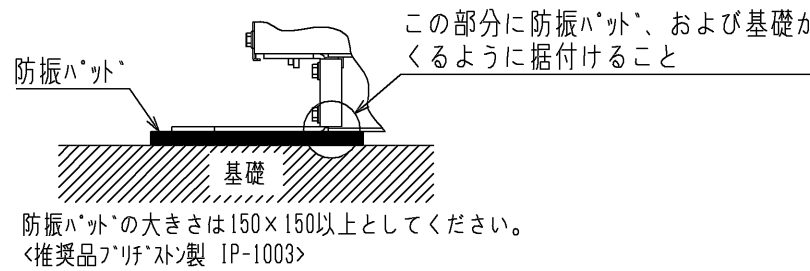 この部分に防振ﾊﾟｯﾄﾞ、および基礎が
くるように据付けること
防振ﾊﾟｯﾄﾞ
基礎
防振ﾊﾟｯﾄﾞの大きさは150×150以上としてください。
<推奨品ﾌﾞﾘﾁﾞｽﾄﾝ製 IP-1003>